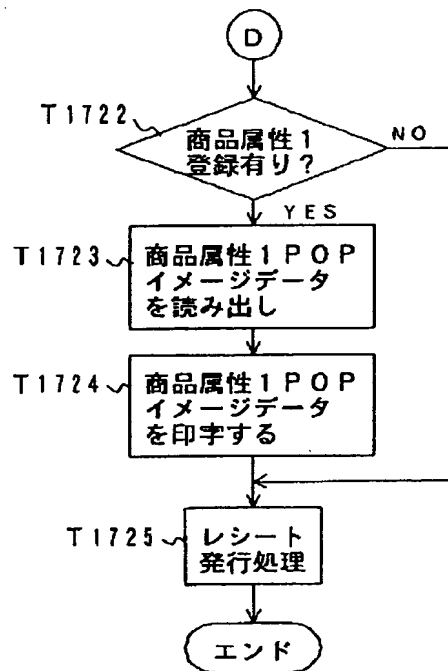 D
T1722
商品属性1
登録有り?
NO
YES
T1723
商品属性1POP
イメージデータ
を読み出し
T1724
商品属性1POP
イメージデータ
を印字する
T1725
レシート
発行処理
エンド